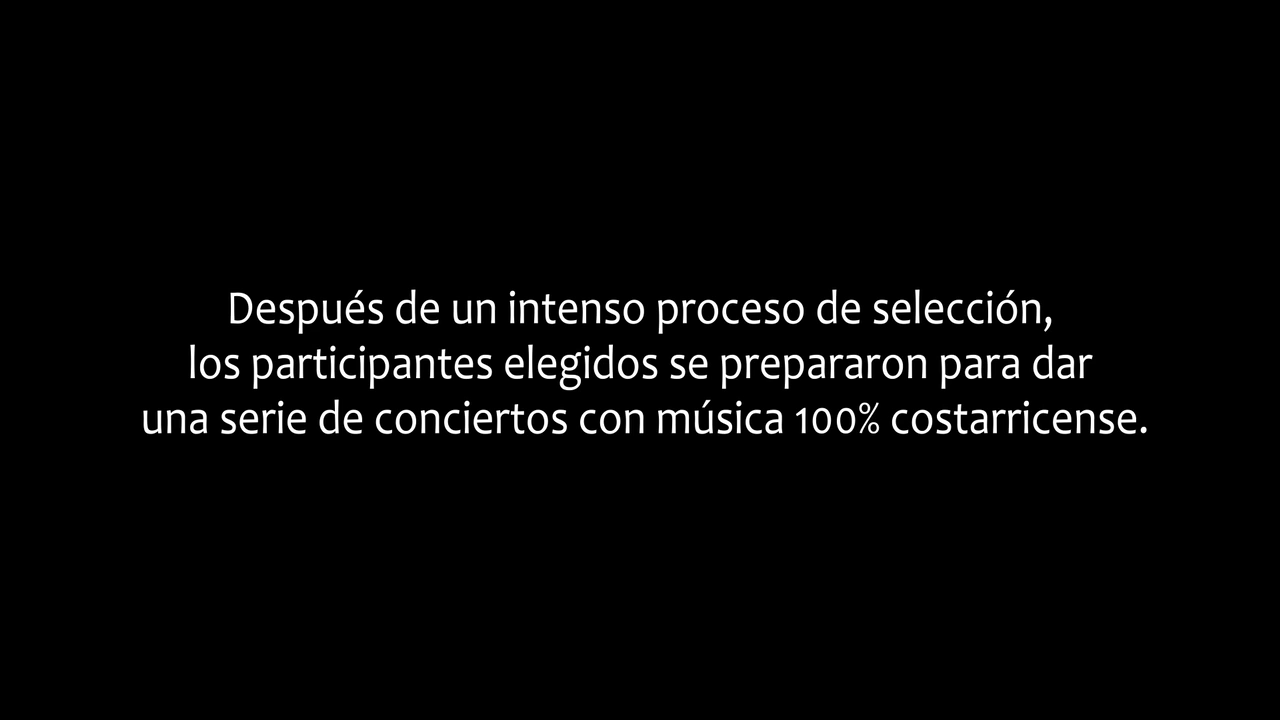 Después de un intenso proceso de selección,
los participantes elegidos se prepararon para dar
una serie de conciertos con música 100% costarricense.